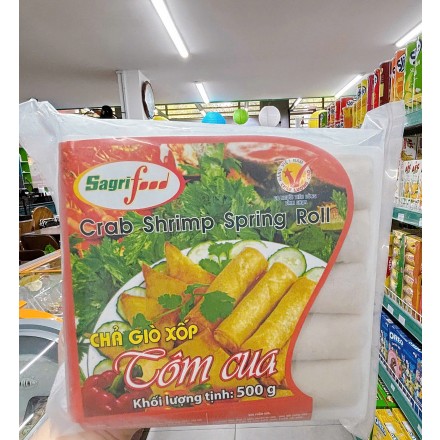 Sagrifood
Crab Shrimp Spring Roll
CHẢ GIÒ XỐP
Tôm cua
Khối lượng tịnh: 500 g